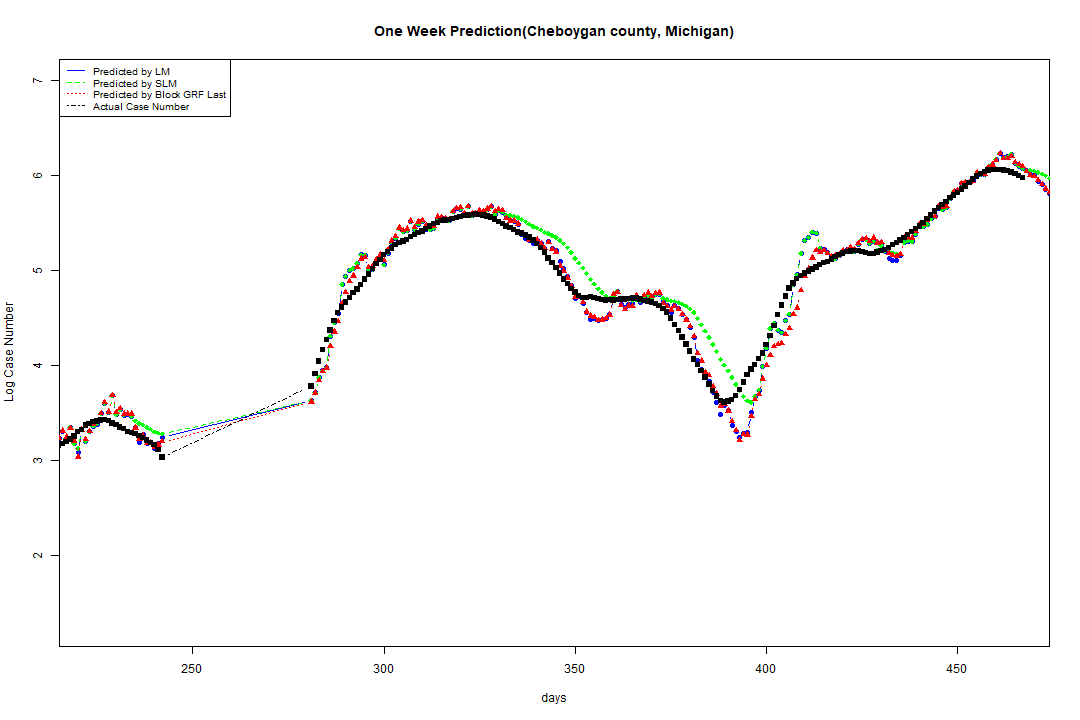 One Week Prediction(Cheboygan county, Michigan)
Predicted by LM
Predicted by SLM
Predicted by Block GRF Last
Actual Case Number
7
6
5
4
3
2
Log Case Number
250 300 350 400 450
days